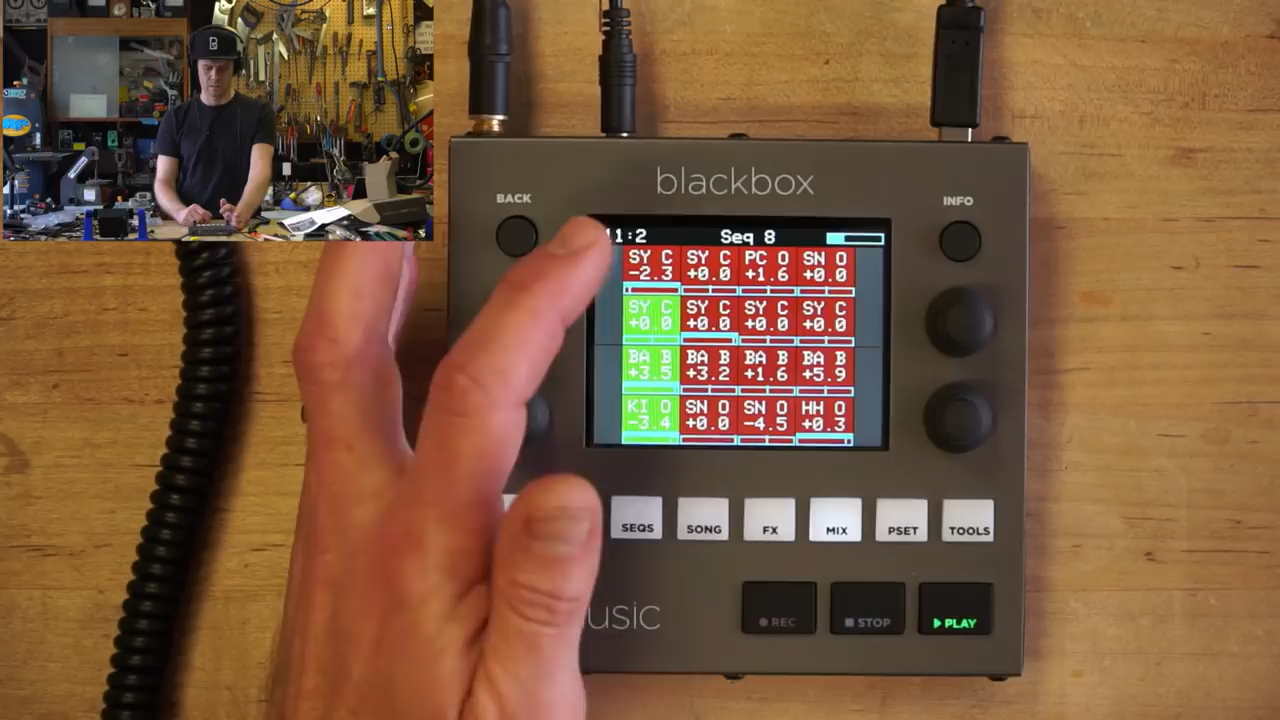 blackbox
BACK
INFO
11:2 Seq 8
SY C SY C PC O SN O
-2.3 +0.0 +1.6 +0.0
SY C SY C SY C SY C
+0.0 +0.0 +0.0 +0.0
BA B BA B BA B BA B
+3.5 +3.2 +1.6 +5.9
KI O SN O SN O HH O
-3.4 +0.0 -4.5 +0.3
SEQS SONG FX MIX PSET TOOLS
usic
REC STOP PLAY